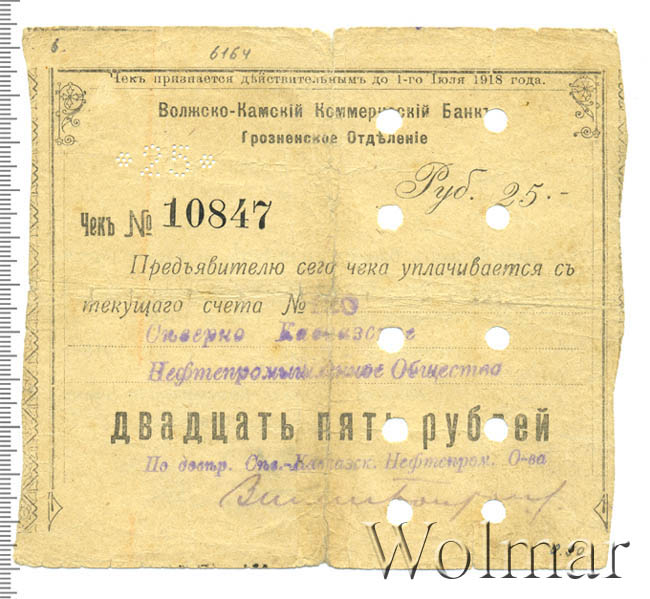 6.
6164
Чекъ признается дѣйствительнымъ до 1-го Іюля 1918 года.
Волжско-Камскій Коммерческій Банкъ
Грозненское Отдѣленіе
*25*
Руб. 25.-
Чекъ № 10847
Предъявителю сего чека уплачивается съ
текущаго счета №
Сѣверно Кавказское
Нефтепромышленное Общество
двадцать пять рублей
По довѣр. Сѣв.-Кавказск. Нефтепром. О-ва
Wolmar